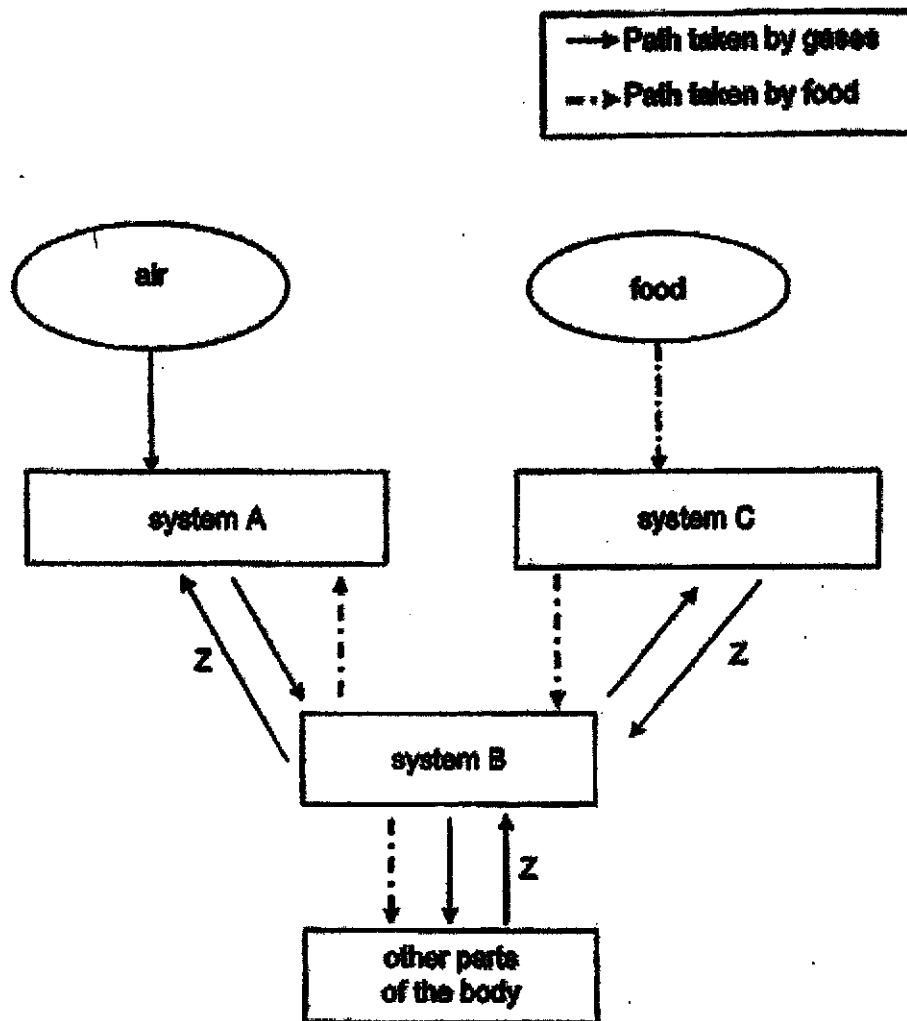 Path taken by gases
Path taken by food
air
food
system A
system C
Z
Z
system B
Z
other parts
of the body